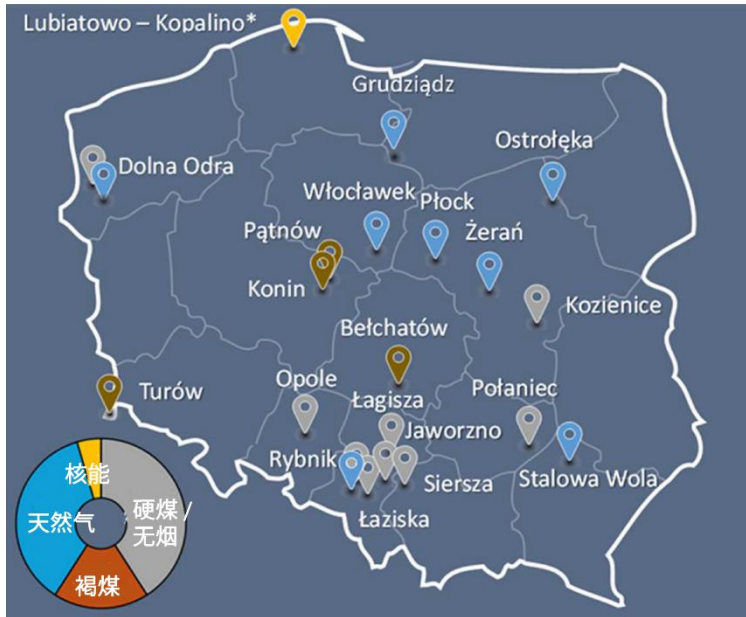 Lubiatowo – Kopalino*
Grudziądz
Ostrołęka
Dolna Odra
Włocławek
Płock
Pątnów
Żerań
Konin
Kozienice
Bełchatów
Turów
Opole
Połaniec
Łagisza
Jaworzno
Rybnik
Siersza
Stalowa Wola
Łaziska
核能
天然气
硬煤 /
无烟
褐煤